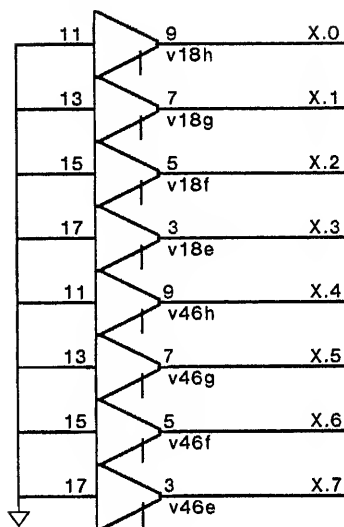 11 9 X.0
v18h
13 7 X.1
v18g
15 5 X.2
v18f
17 3 X.3
v18e
11 9 X.4
v46h
13 7 X.5
v46g
15 5 X.6
v46f
17 3 X.7
v46e